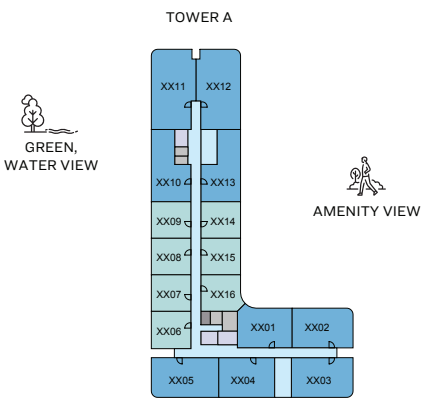 TOWER A
XX11 XX12
GREEN,
WATER VIEW
XX10 XX13
AMENITY VIEW
XX09 XX14
XX08 XX15
XX07 XX16
XX06 XX01 XX02
XX05 XX04 XX03